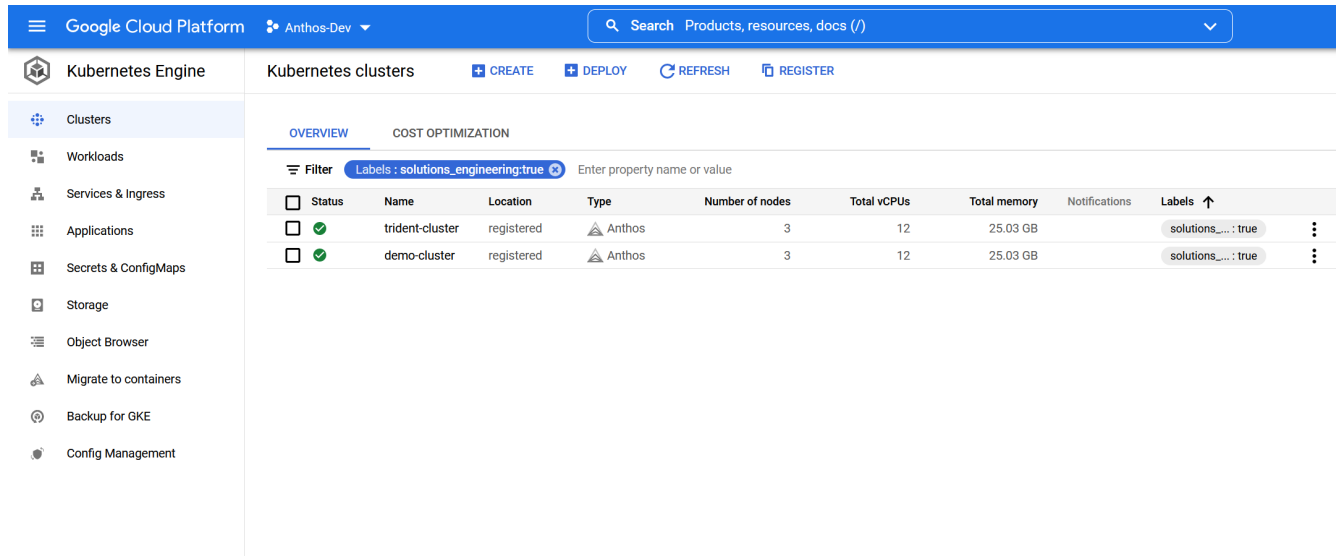 Google Cloud Platform Anthos-Dev Search Products, resources, docs (/)
Kubernetes Engine
Clusters
Workloads
Services & Ingress
Applications
Secrets & ConfigMaps
Storage
Object Browser
Migrate to containers
Backup for GKE
Config Management
Kubernetes clusters CREATE DEPLOY REFRESH REGISTER
OVERVIEW COST OPTIMIZATION
Filter Labels : solutions_engineering:true Enter property name or value
Status Name Location Type Number of nodes Total vCPUs Total memory Notifications Labels
trident-cluster registered Anthos 3 12 25.03 GB solutions_... : true
demo-cluster registered Anthos 3 12 25.03 GB solutions_... : true